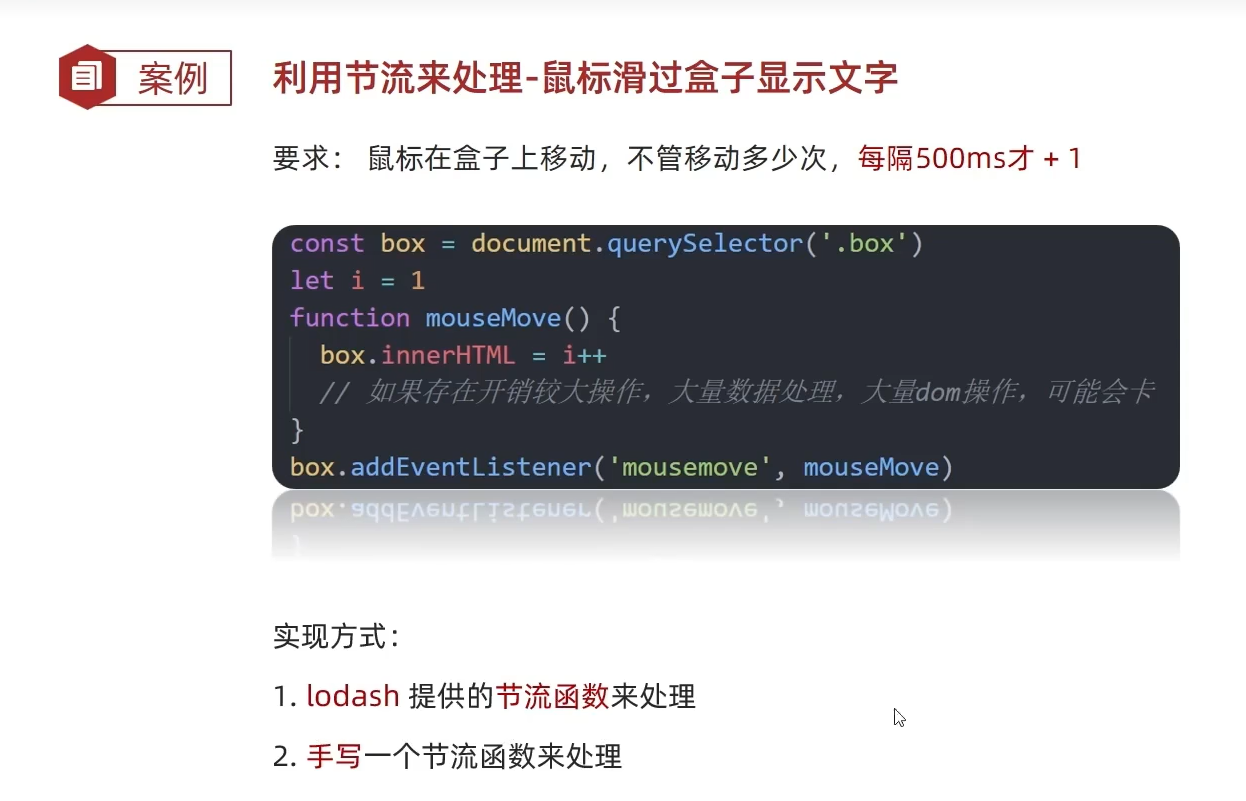 案例
利用节流来处理-鼠标滑过盒子显示文字
要求： 鼠标在盒子上移动，不管移动多少次，每隔500ms才 + 1
const box = document.querySelector('.box')
let i = 1
function mouseMove() {
box.innerHTML = i++
// 如果存在开销较大操作，大量数据处理，大量dom操作，可能会卡
}
box.addEventListener('mousemove', mouseMove)
实现方式：
1. lodash 提供的节流函数来处理
2. 手写一个节流函数来处理